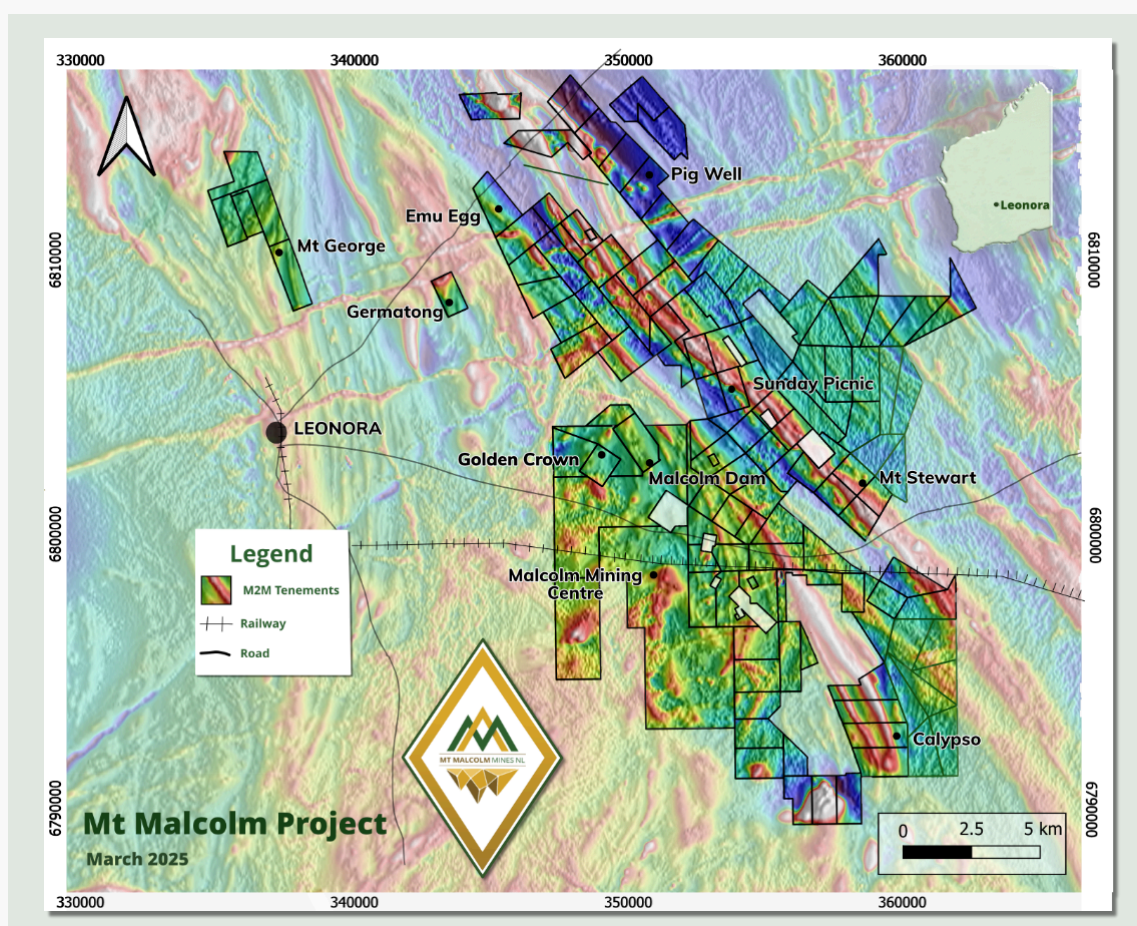 330000 340000 350000 360000
Pig Well
Leonora
Emu Egg
Mt George
6810000
6810000
Germatong
Sunday Picnic
LEONORA
Golden Crown
Malcolm Dam
Mt Stewart
6800000
6800000
Legend
M2M Tenements
Railway
Road
Malcolm Mining
Centre
MT MALCOLM MINES NL
Calypso
6790000
6790000
Mt Malcolm Project
March 2025
0 2.5 5 km
330000 340000 350000 360000